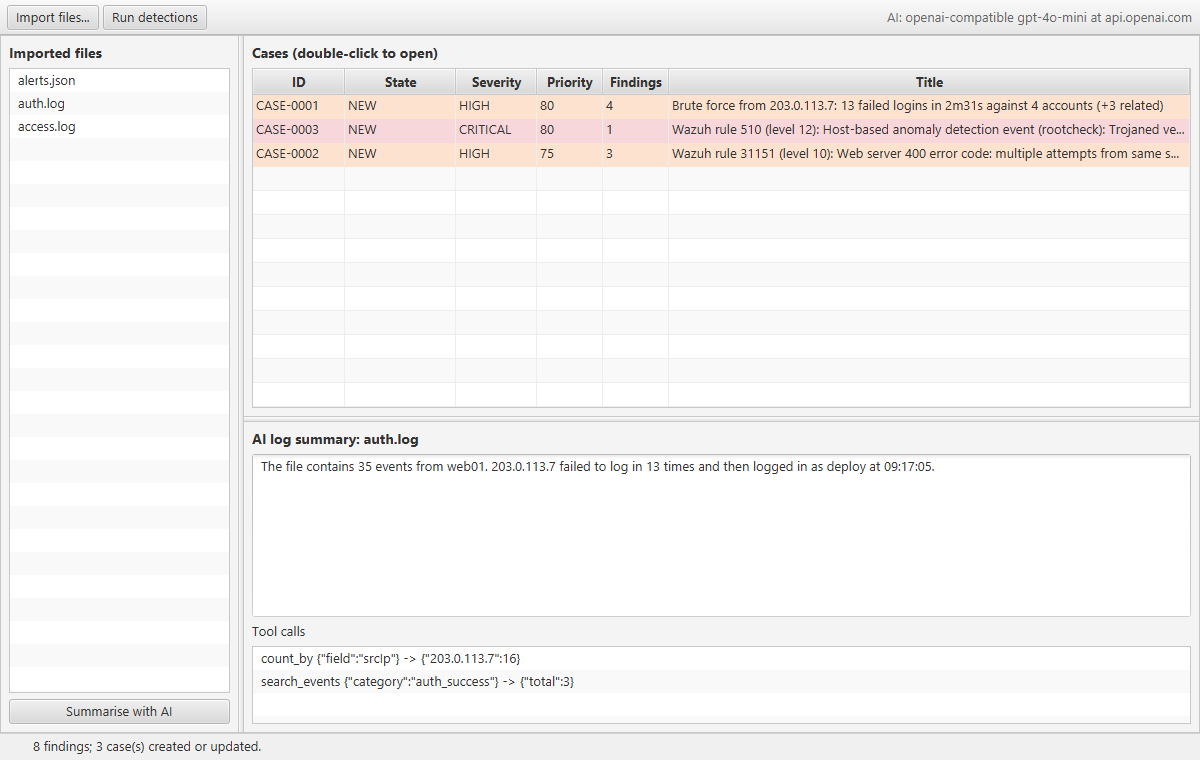 Import files... Run detections AI: openai-compatible gpt-4o-mini at api.openai.com
Imported files
alerts.json
auth.log
access.log
Summarise with AI
Cases (double-click to open)
ID State Severity Priority Findings Title
CASE-0001 NEW HIGH 80 4 Brute force from 203.0.113.7: 13 failed logins in 2m31s against 4 accounts (+3 related)
CASE-0003 NEW CRITICAL 80 1 Wazuh rule 510 (level 12): Host-based anomaly detection event (rootcheck): Trojaned ve...
CASE-0002 NEW HIGH 75 3 Wazuh rule 31151 (level 10): Web server 400 error code: multiple attempts from same s...
AI log summary: auth.log
The file contains 35 events from web01. 203.0.113.7 failed to log in 13 times and then logged in as deploy at 09:17:05.
Tool calls
count_by {"field":"srcIp"} -> {"203.0.113.7":16}
search_events {"category":"auth_success"} -> {"total":3}
8 findings; 3 case(s) created or updated.